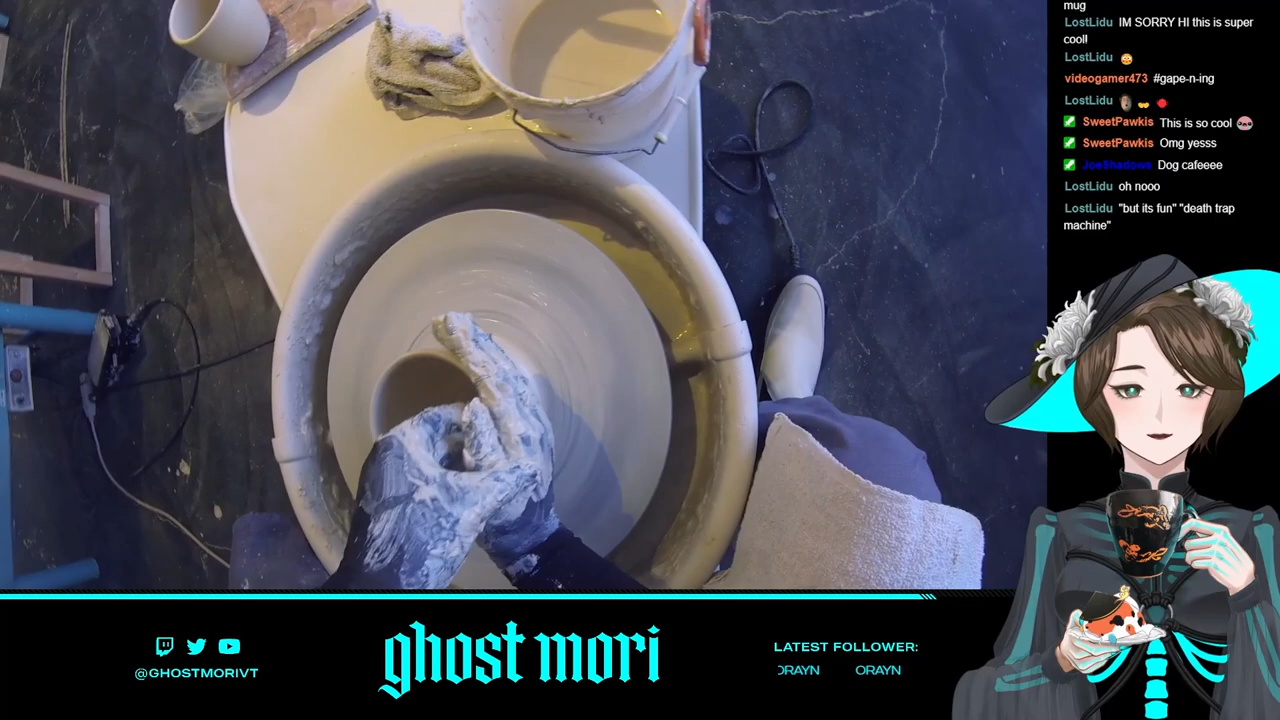 mug
LostLidu IM SORRY HI this is super
cool!
LostLidu
videogamer473 #gape-n-ing
LostLidu
SweetPawkis This is so cool
SweetPawkis Omg yesss
JoeShadows Dog cafeeee
LostLidu oh nooo
LostLidu "but its fun" "death trap
machine"
@GHOSTMORIVT
ghost mori
LATEST FOLLOWER:
ORAYN ORAYN